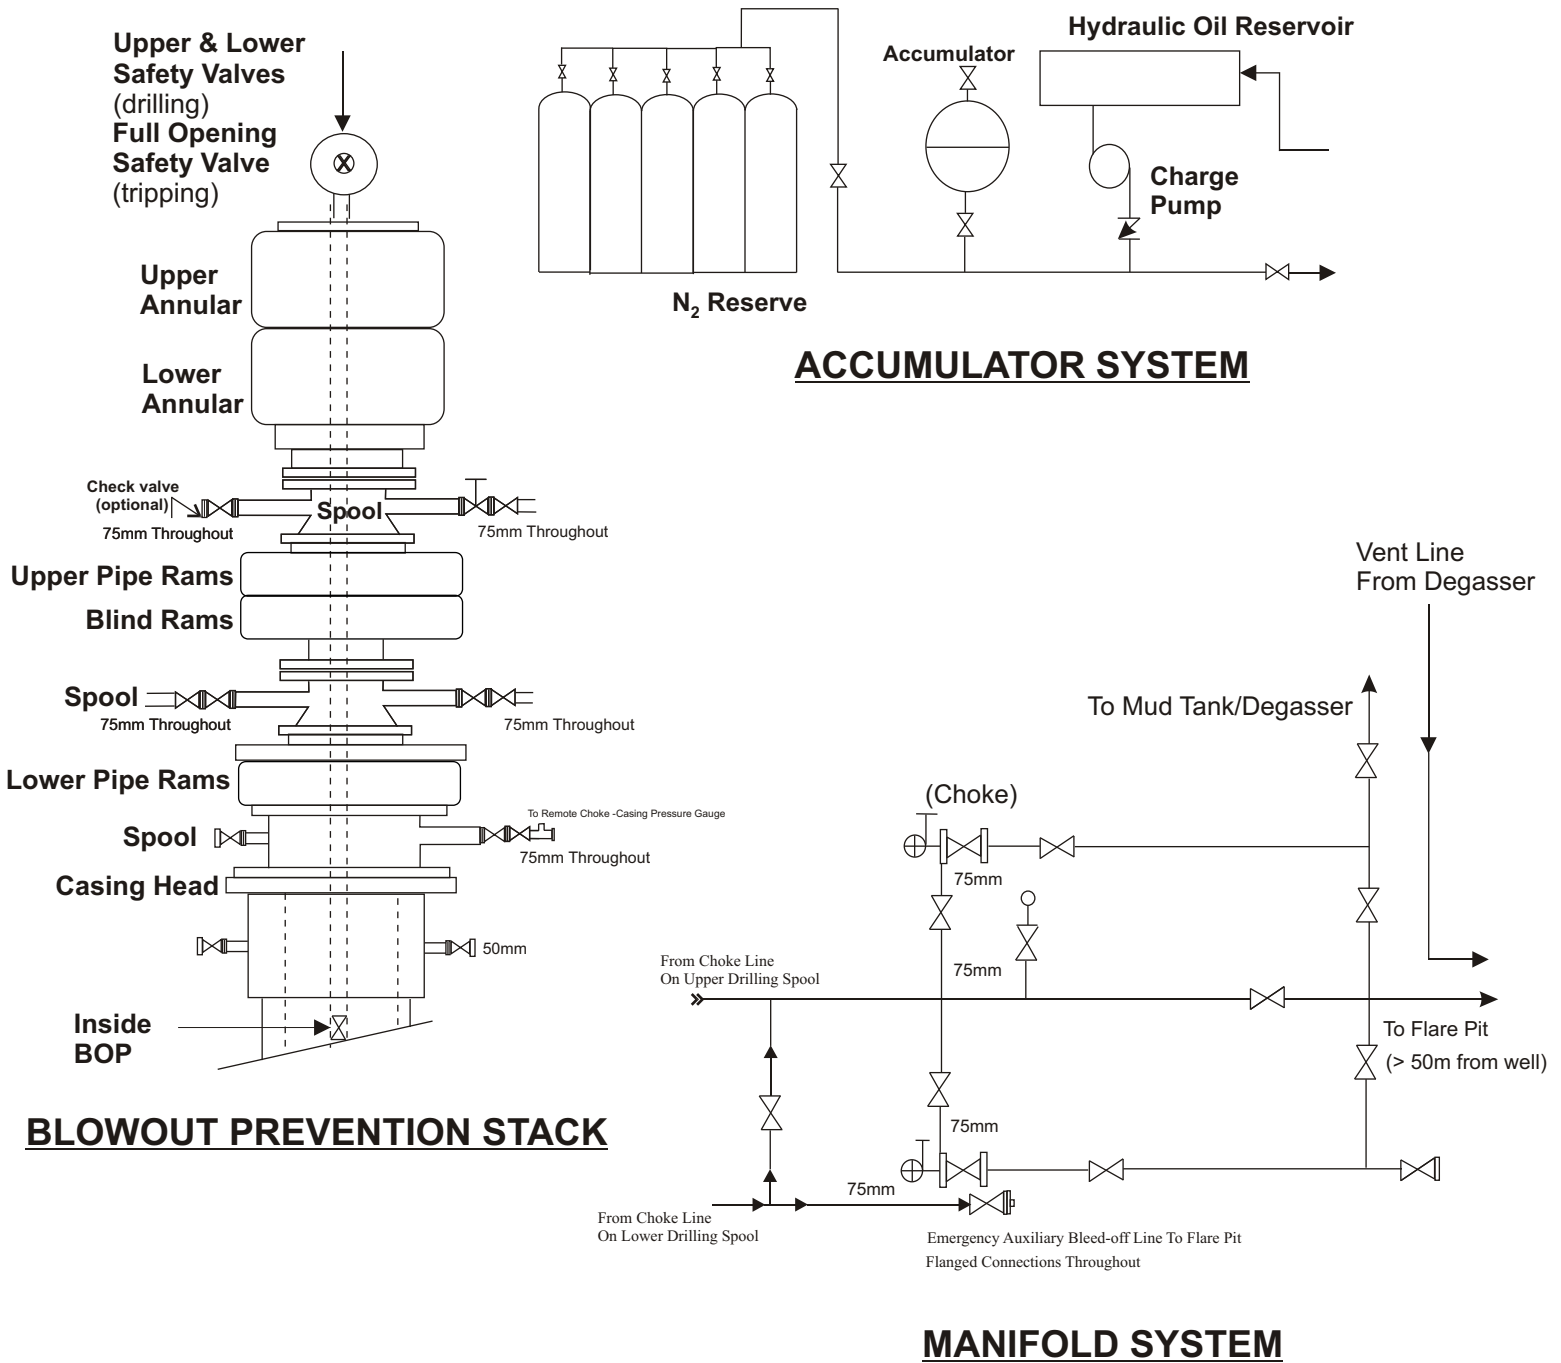 Upper & Lower
Safety Valves
(drilling)
Full Opening
Safety Valve
(tripping)
Upper
Annular
Lower
Annular
Check valve
(optional)
75mm Throughout
Spool
75mm Throughout
Upper Pipe Rams
Blind Rams
Spool
75mm Throughout
75mm Throughout
Lower Pipe Rams
To Remote Choke -Casing Pressure Gauge
Spool
75mm Throughout
Casing Head
50mm
Inside
BOP
BLOWOUT PREVENTION STACK
Hydraulic Oil Reservoir
Accumulator
Charge
Pump
N2 Reserve
ACCUMULATOR SYSTEM
Vent Line
From Degasser
To Mud Tank/Degasser
(Choke)
75mm
75mm
From Choke Line
On Upper Drilling Spool
To Flare Pit
(> 50m from well)
75mm
75mm
From Choke Line
On Lower Drilling Spool
Emergency Auxiliary Bleed-off Line To Flare Pit
Flanged Connections Throughout
MANIFOLD SYSTEM